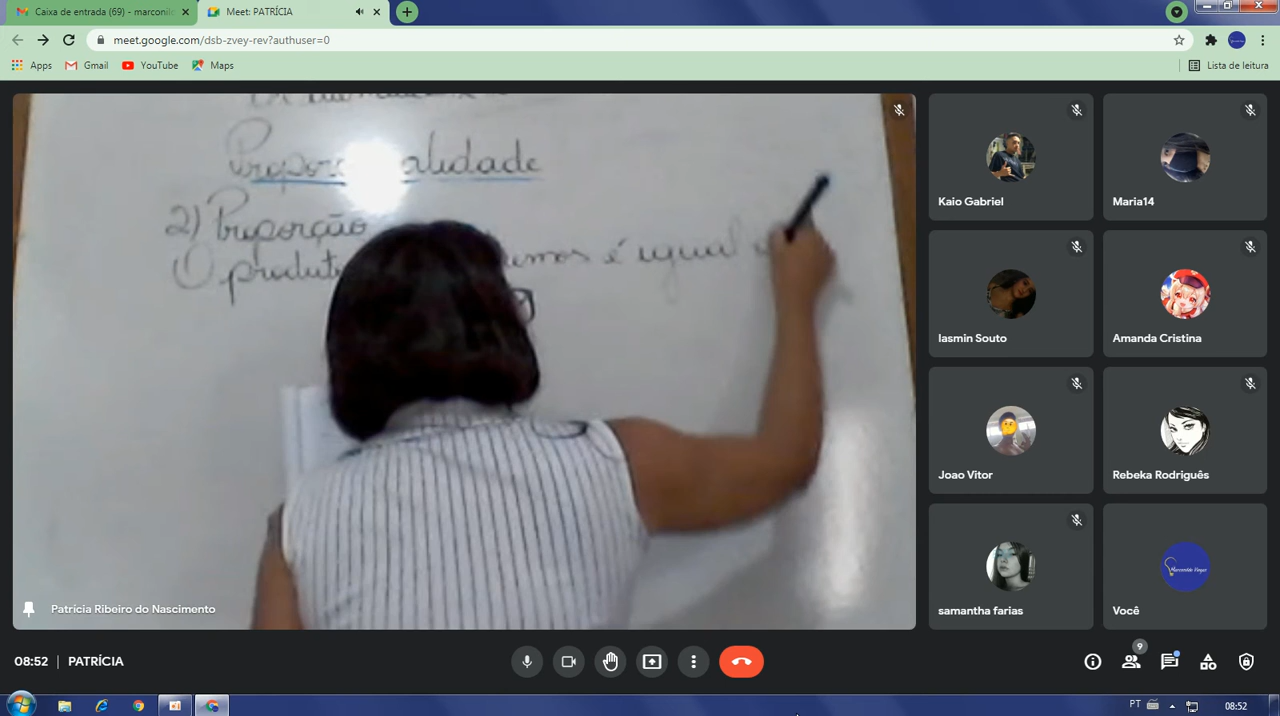 Caixa de entrada (69) - marconilo
Meet: PATRÍCIA
meet.google.com/dsb-zvey-rev?authuser=0
Apps Gmail YouTube Maps Lista de leitura
2) Proporção
O produto é igual
Patrícia Ribeiro do Nascimento
Kaio Gabriel
Maria14
Iasmin Souto
Amanda Cristina
Joao Vitor
Rebeka Rodriguês
samantha farias
Você
08:52 | PATRÍCIA
9
PT 08:52